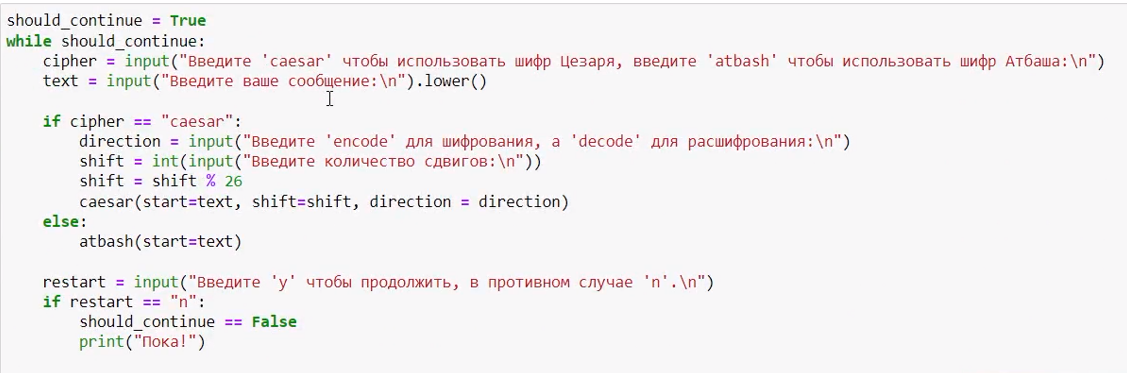 should_continue = True
while should_continue:
    cipher = input("Введите 'caesar' чтобы использовать шифр Цезаря, введите 'atbash' чтобы использовать шифр Атбаша:\n")
    text = input("Введите ваше сообщение:\n").lower()

    if cipher == "caesar":
        direction = input("Введите 'encode' для шифрования, а 'decode' для расшифрования:\n")
        shift = int(input("Введите количество сдвигов:\n"))
        shift = shift % 26
        caesar(start=text, shift=shift, direction = direction)
    else:
        atbash(start=text)

    restart = input("Введите 'y' чтобы продолжить, в противном случае 'n'.\n")
    if restart == "n":
        should_continue == False
        print("Пока!")